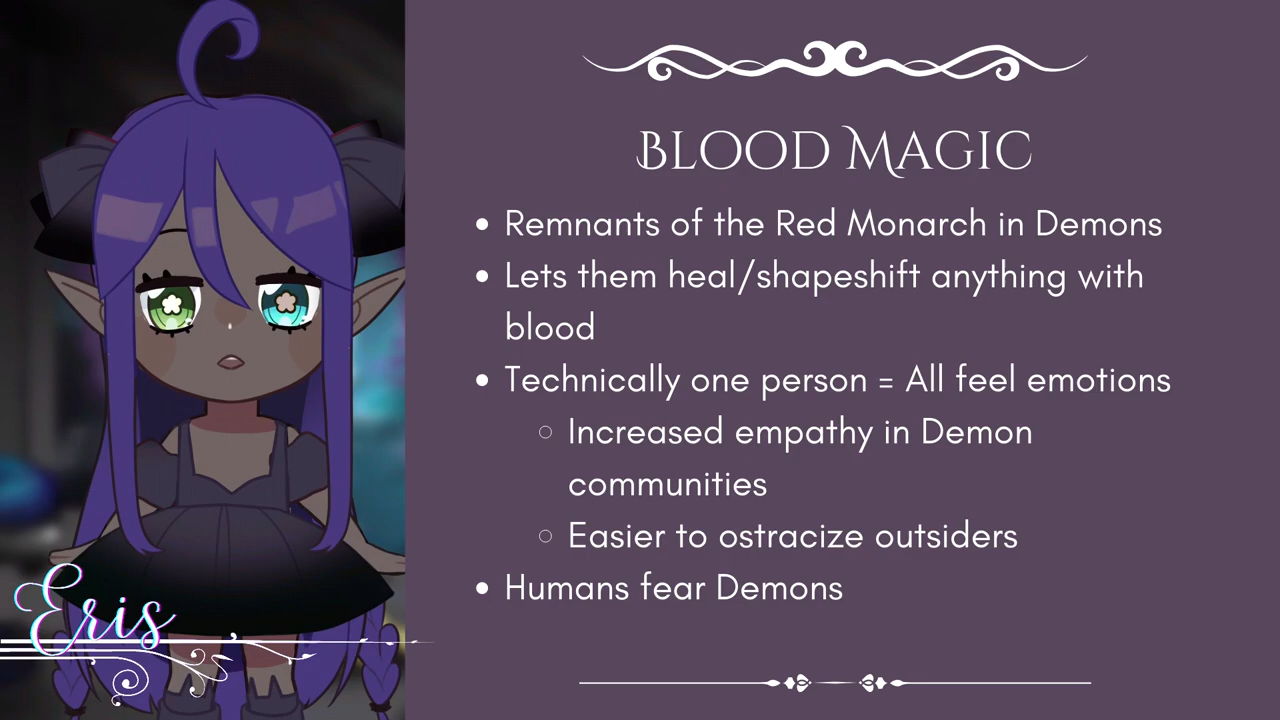 Blood Magic
• Remnants of the Red Monarch in Demons
• Lets them heal/shapeshift anything with
blood
• Technically one person = All feel emotions
○ Increased empathy in Demon
communities
○ Easier to ostracize outsiders
• Humans fear Demons
Eris